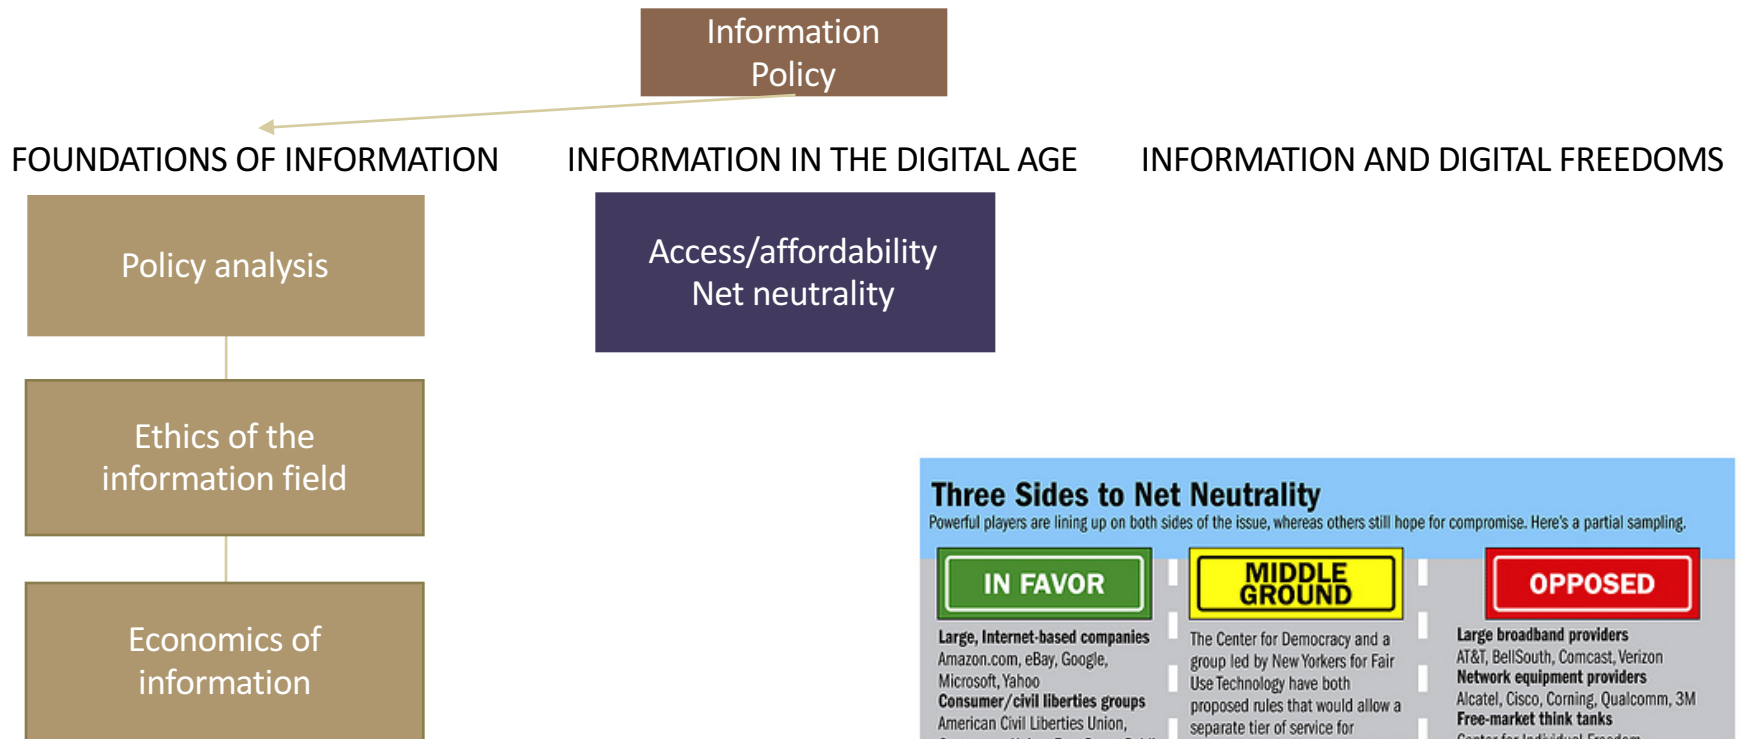 Information
Policy
FOUNDATIONS OF INFORMATION
INFORMATION IN THE DIGITAL AGE
INFORMATION AND DIGITAL FREEDOMS
Policy analysis
Ethics of the
information field
Economics of
information
Access/affordability
Net neutrality
Three Sides to Net Neutrality
Powerful players are lining up on both sides of the issue, whereas others still hope for compromise. Here's a partial sampling.
IN FAVOR
Large, Internet-based companies
Amazon.com, eBay, Google,
Microsoft, Yahoo
Consumer/civil liberties groups
American Civil Liberties Union,
MIDDLE
GROUND
The Center for Democracy and a
group led by New Yorkers for Fair
Use Technology have both
proposed rules that would allow a
separate tier of service for
OPPOSED
Large broadband providers
AT&T, BellSouth, Comcast, Verizon
Network equipment providers
Alcatel, Cisco, Corning, Qualcomm, 3M
Free-market think tanks
Center for Individual Freedom